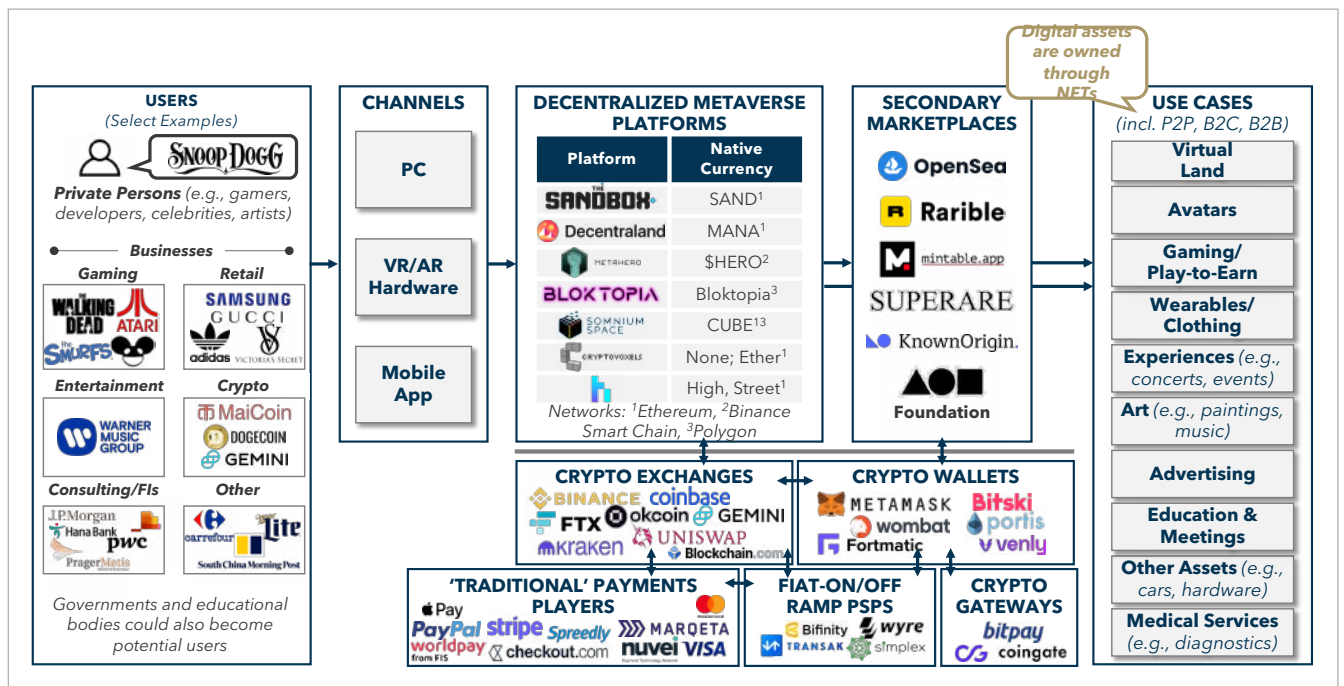 Digital assets
are owned
through
NFTs
USERS
(Select Examples)
SNOOP DOGG
Private Persons (e.g., gamers,
developers, celebrities, artists)
Businesses
Gaming
Retail
THE
WALKING
DEAD
ATARI
the
SMURFS
SAMSUNG
GUCCI
adidas
VS
VICTORIA'S SECRET
Entertainment
Crypto
WARNER
MUSIC
GROUP
MaiCoin
DOGECOIN
GEMINI
Consulting/FIs
Other
J.P.Morgan
Hana Bank
pwc
PragerMetis
Carrefour
Lite
South China Morning Post
Governments and educational
bodies could also become
potential users
CHANNELS
PC
VR/AR
Hardware
Mobile
App
DECENTRALIZED METAVERSE
PLATFORMS
Platform
Native
Currency
THE
SANDBOX
SAND¹
Decentraland
MANA¹
METAHERO
$HERO²
BLOKTOPIA
Bloktopia³
SOMNIUM
SPACE
CUBE¹³
CRYPTOVOXELS
None; Ether¹
High, Street¹
Networks: ¹Ethereum, ²Binance
Smart Chain, ³Polygon
SECONDARY
MARKETPLACES
OpenSea
R
Rarible
M.
mintable.app
SUPERARE
KnownOrigin.
Foundation
USE CASES
(incl. P2P, B2C, B2B)
Virtual
Land
Avatars
Gaming/
Play-to-Earn
Wearables/
Clothing
Experiences (e.g.,
concerts, events)
Art (e.g., paintings,
music)
Advertising
Education &
Meetings
Other Assets (e.g.,
cars, hardware)
Medical Services
(e.g., diagnostics)
CRYPTO EXCHANGES
BINANCE
coinbase
FTX
okcoin
GEMINI
UNISWAP
kraken
Blockchain.com
CRYPTO WALLETS
METAMASK
Bitski
wombat
portis
Fortmatic
venly
'TRADITIONAL' PAYMENTS
PLAYERS
Pay
PayPal
stripe
Spreedly
MARQETA
worldpay
from FIS
checkout.com
nuvei
VISA
FIAT-ON/OFF
RAMP PSPS
Bifinity
wyre
TRANSAK
simplex
CRYPTO
GATEWAYS
bitpay
coingate